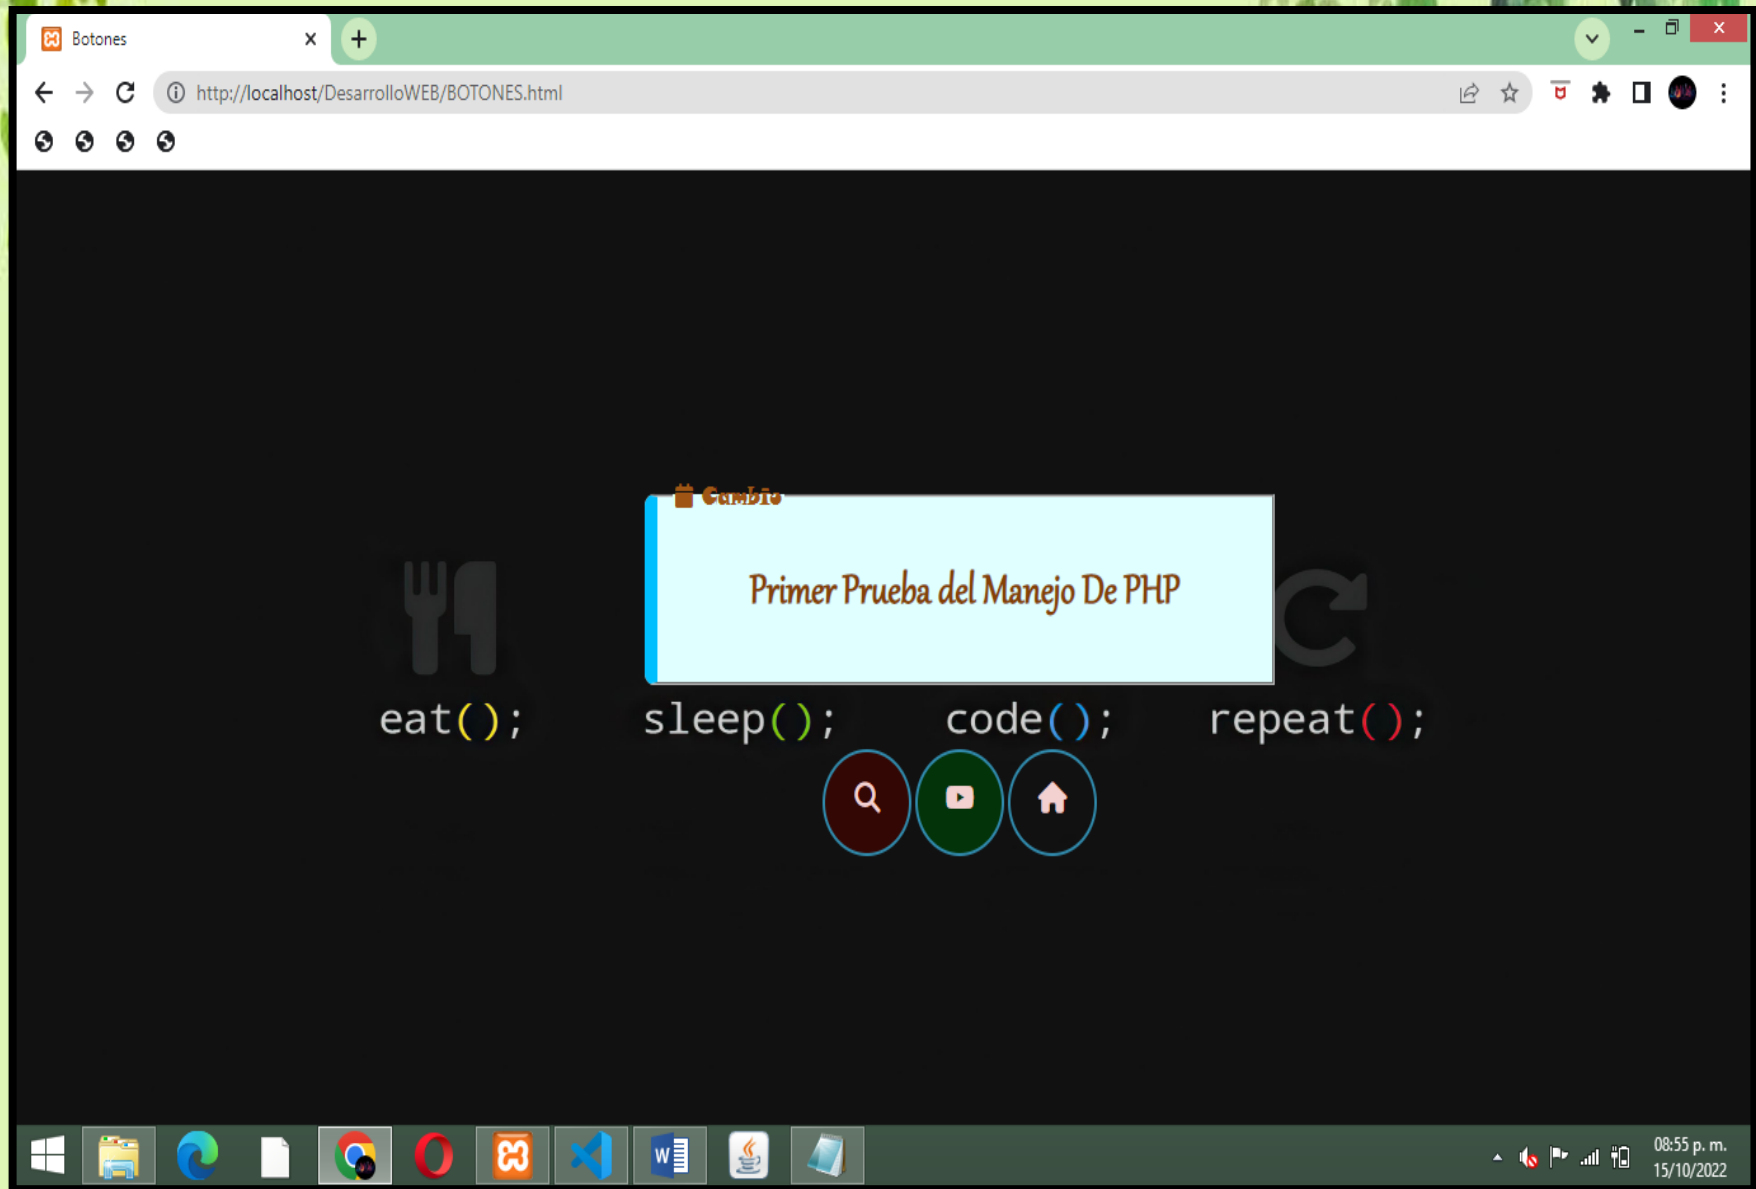 Botones
http://localhost/DesarrolloWEB/BOTONES.html
Cambio
Primer Prueba del Manejo De PHP
eat(); sleep(); code(); repeat();
08:55 p. m.
15/10/2022